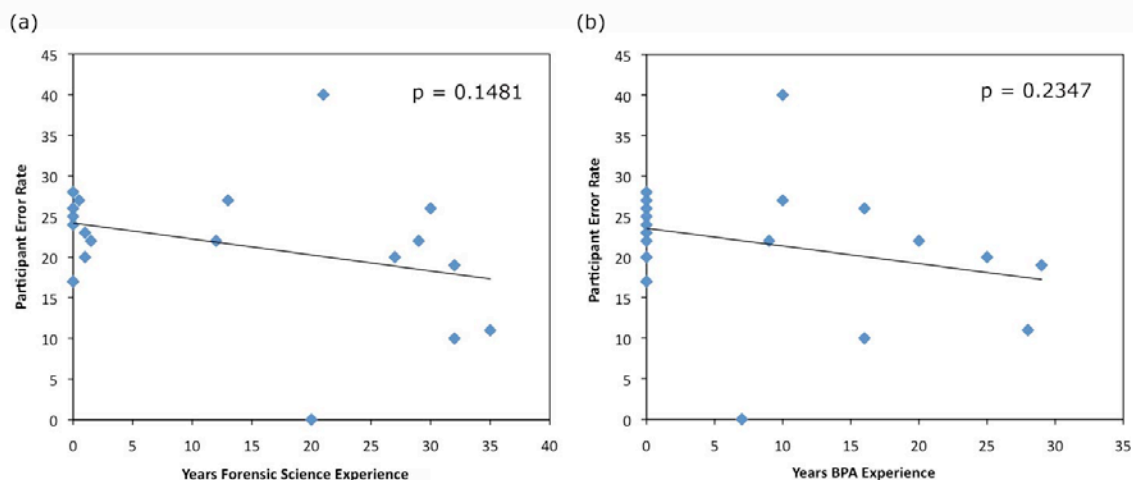 (a)
p = 0.1481
45
40
35
30
25
20
15
10
5
0
Participant Error Rate
0 5 10 15 20 25 30 35 40
Years Forensic Science Experience
(b)
p = 0.2347
45
40
35
30
25
20
15
10
5
0
Participant Error Rate
0 5 10 15 20 25 30 35
Years BPA Experience